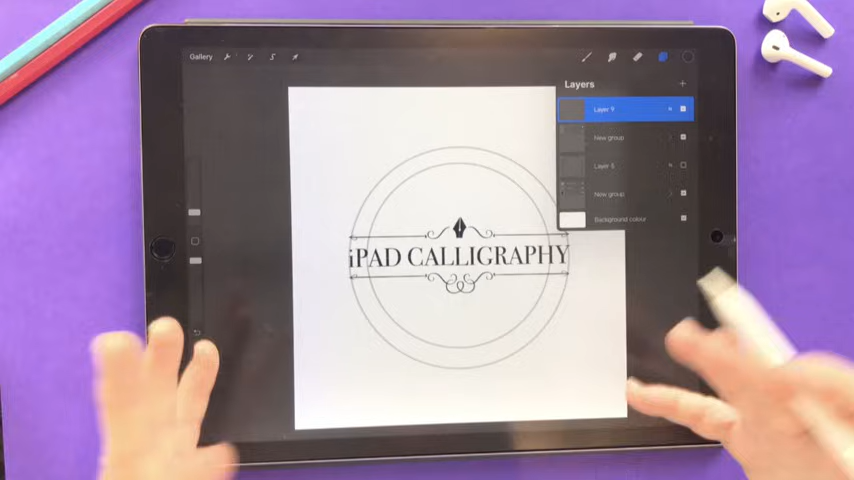 Gallery
Layers
Layer 9
New group
Layer 5
New group
Background colour
iPAD CALLIGRAPHY